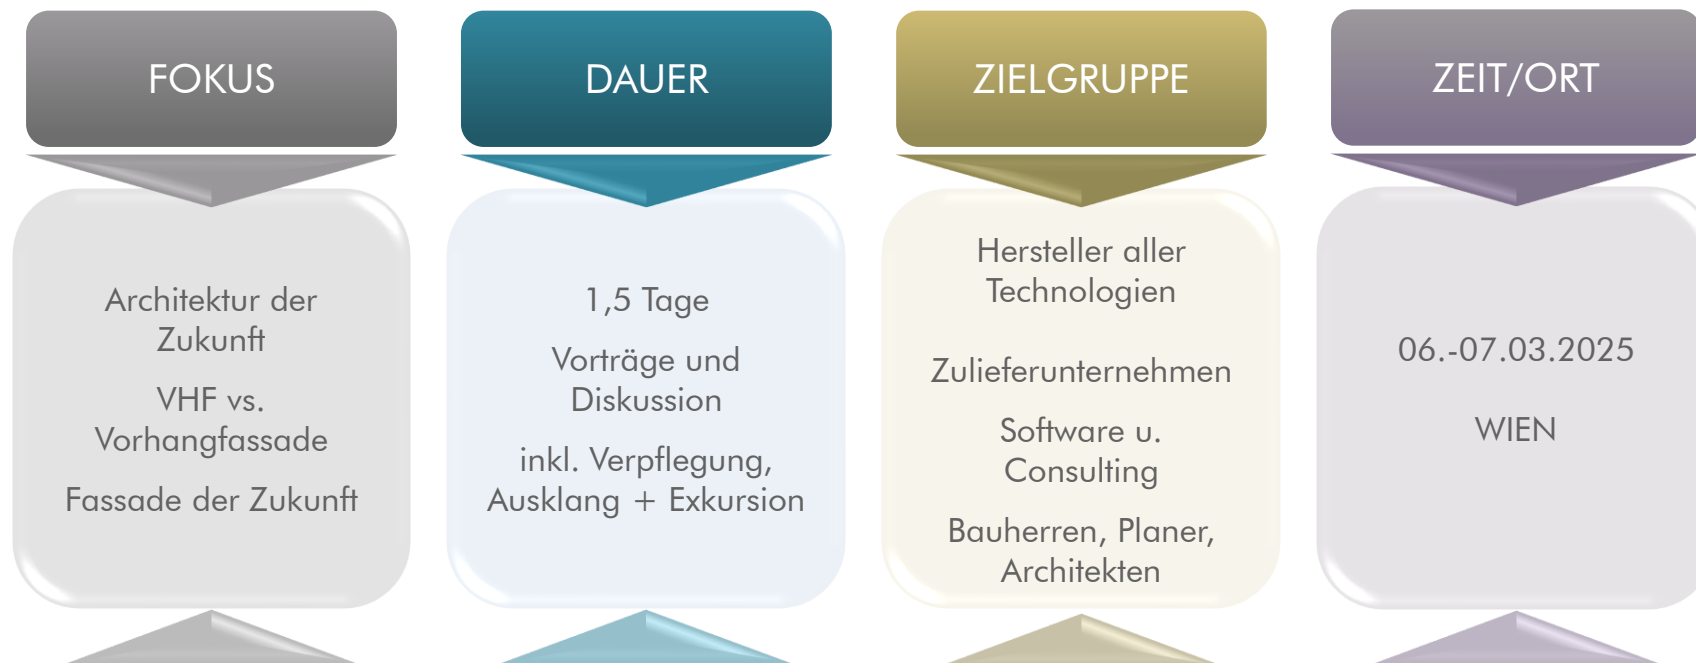 FOKUS
Architektur der
Zukunft
VHF vs.
Vorhangfassade
Fassade der Zukunft
DAUER
1,5 Tage
Vorträge und
Diskussion
inkl. Verpflegung,
Ausklang + Exkursion
ZIELGRUPPE
Hersteller aller
Technologien
Zulieferunternehmen
Software u.
Consulting
Bauherren, Planer,
Architekten
ZEIT/ORT
06.-07.03.2025
WIEN